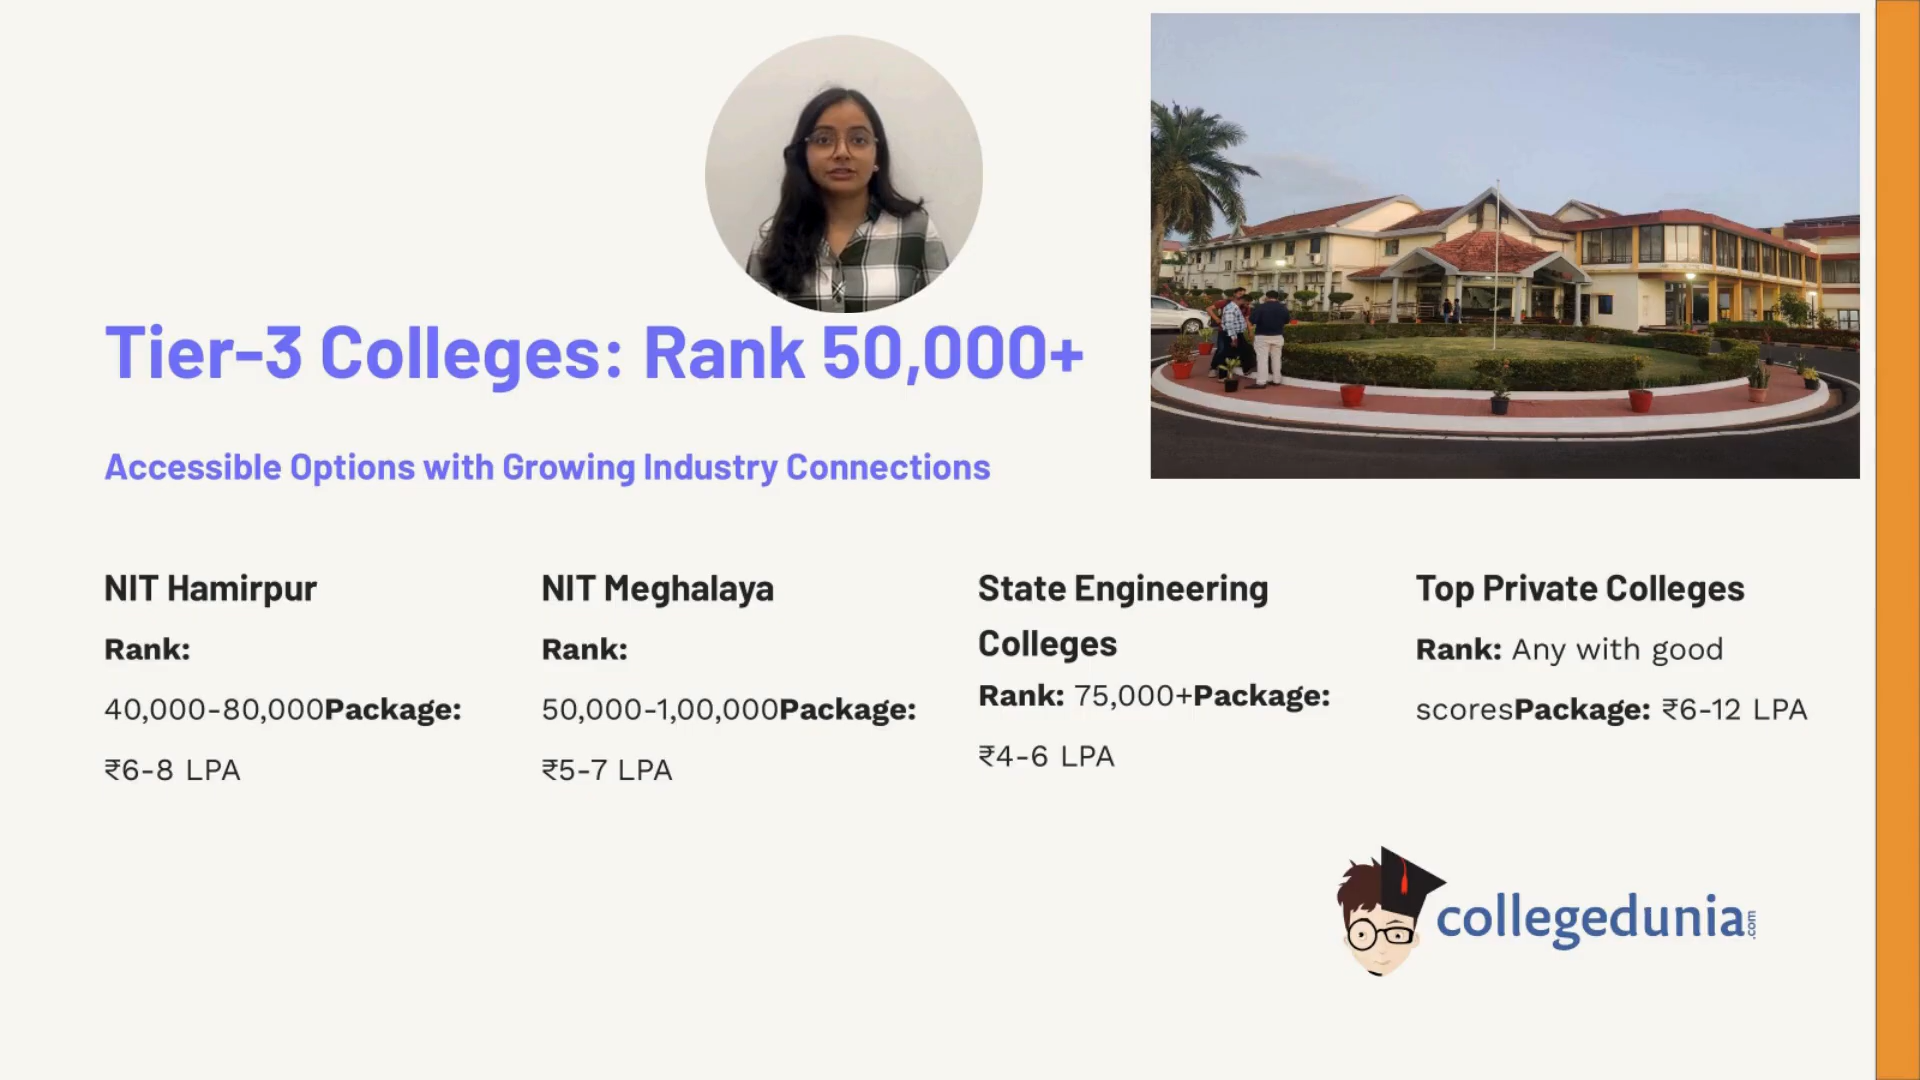 Tier-3 Colleges: Rank 50,000+
Accessible Options with Growing Industry Connections
NIT Hamirpur
Rank:
40,000-80,000Package:
₹6-8 LPA
NIT Meghalaya
Rank:
50,000-1,00,000Package:
₹5-7 LPA
State Engineering
Colleges
Rank: 75,000+Package:
₹4-6 LPA
Top Private Colleges
Rank: Any with good
scoresPackage: ₹6-12 LPA
collegedunia.com